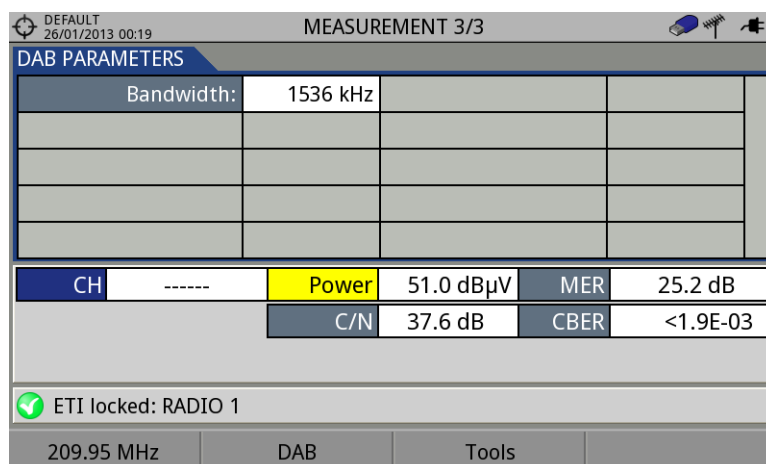 DEFAULT
26/01/2013 00:19
MEASUREMENT 3/3
DAB PARAMETERS
Bandwidth: 1536 kHz
CH ------ Power 51.0 dBµV MER 25.2 dB
C/N 37.6 dB CBER <1.9E-03
ETI locked: RADIO 1
209.95 MHz DAB Tools